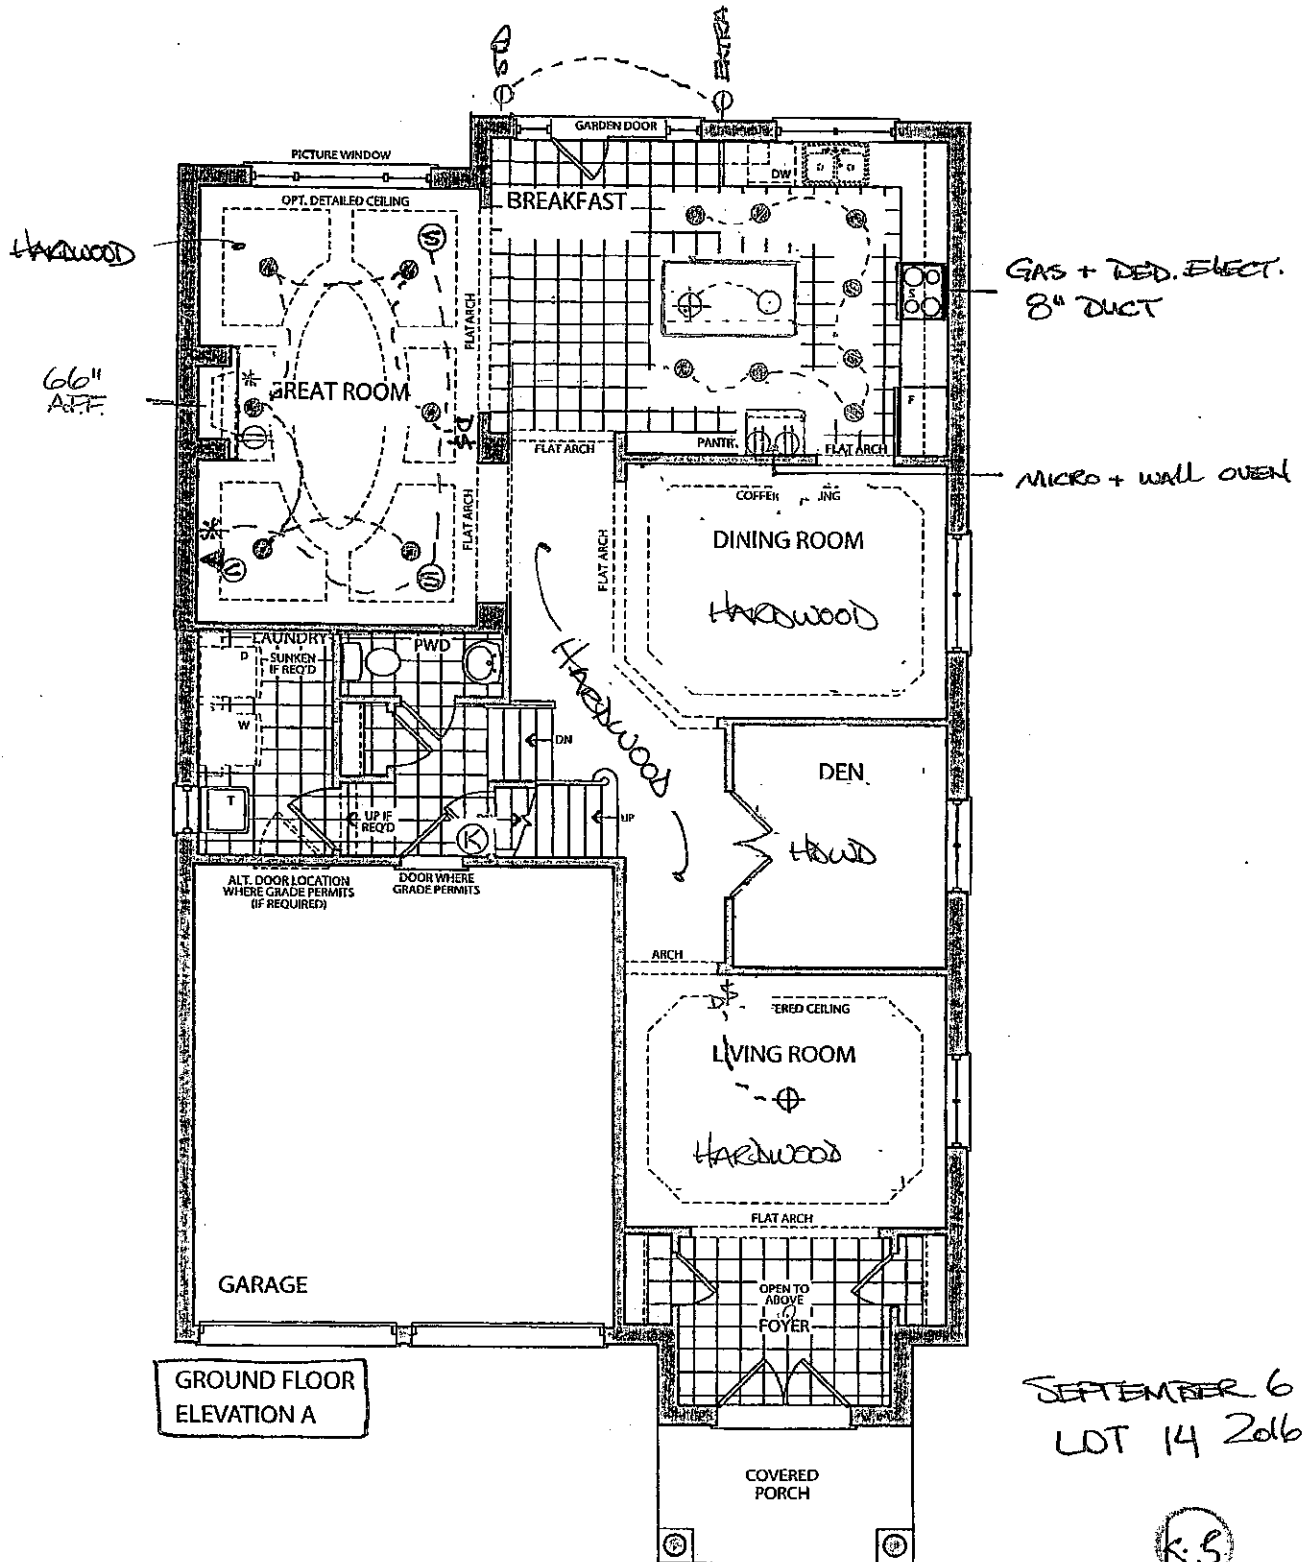 EXTRA
GARDEN DOOR
PICTURE WINDOW
OPT. DETAILED CEILING
BREAKFAST
DW
HARDWOOD
S
FLAT ARCH
GAS + DED. ELECT.
8" DUCT
S
66"
A.F.F.
GREAT ROOM
D$
F
FLAT ARCH
PANTR.
FLAT ARCH
MICRO + WALL OVEN
FLAT ARCH
FLAT ARCH
DINING ROOM
HARDWOOD
S
S
LAUNDRY
SUNKEN
IF REQ'D
D
PWD
HARDWOOD
W
DN
DEN
T
UP IF
REQ'D
K
UP
HDWD
ALT. DOOR LOCATION
WHERE GRADE PERMITS
(IF REQUIRED)
DOOR WHERE
GRADE PERMITS
ARCH
D$
ERED CEILING
LIVING ROOM
HARDWOOD
FLAT ARCH
GARAGE
OPEN TO
ABOVE
FOYER
GROUND FLOOR
ELEVATION A
SEPTEMBER 6
LOT 14 2016
COVERED
PORCH
K.S